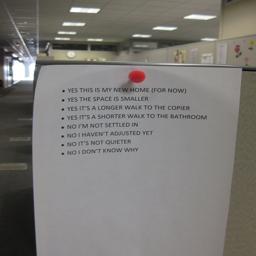 • YES THIS IS MY NEW HOME (FOR NOW)
• YES THE SPACE IS SMALLER
• YES IT'S A LONGER WALK TO THE COPIER
• YES IT'S A SHORTER WALK TO THE BATHROOM
• NO I'M NOT SETTLED IN
• NO I HAVEN'T ADJUSTED YET
• NO IT'S NOT QUIETER
• NO I DON'T KNOW WHY